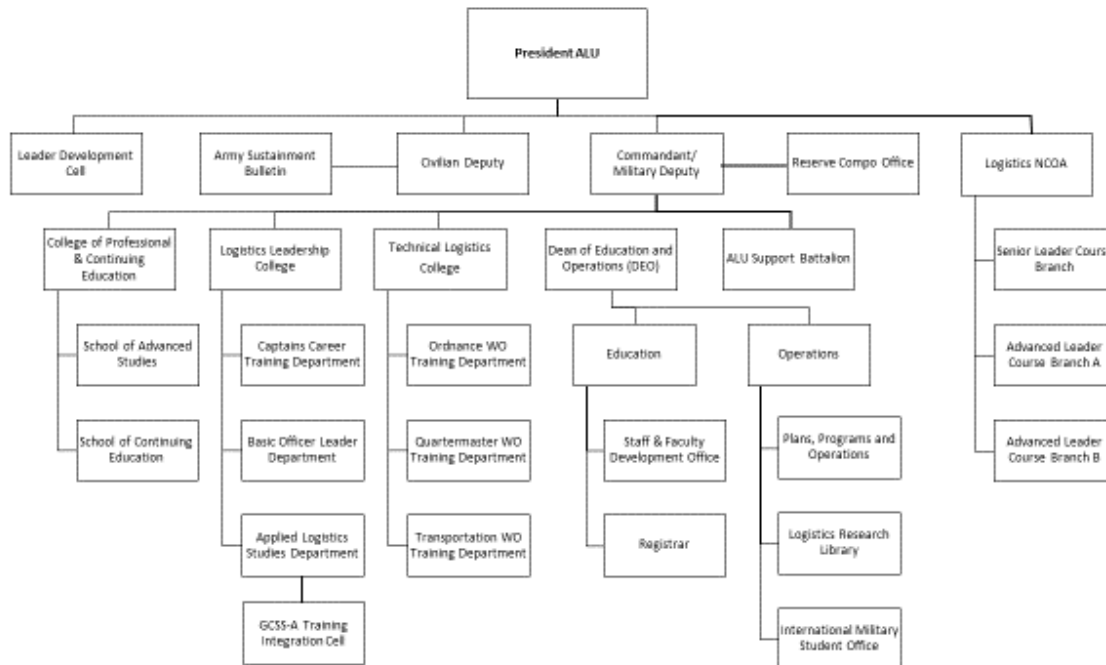 President ALU
Leader Development
Cell
Army Sustainment
Bulletin
Civilian Deputy
Commandant/
Military Deputy
Reserve Compo Office
Logistics NCOA
College of Professional
& Continuing
Education
Logistics Leadership
College
Technical Logistics
College
Dean of Education and
Operations (DEO)
ALU Support Battalion
Senior Leader Cours
Branch
School of Advanced
Studies
Captains Career
Training Department
Ordnance WO
Training Department
Education
Operations
Advanced Leader
Course Branch A
School of Continuing
Education
Basic Officer Leader
Department
Quartermaster WO
Training Department
Staff & Faculty
Development Office
Plans, Programs and
Operations
Advanced Leader
Course Branch B
Applied Logistics
Studies Department
Transportation WO
Training Department
Registrar
Logistics Research
Library
GCSS-A Training
Integration Cell
International Military
Student Office